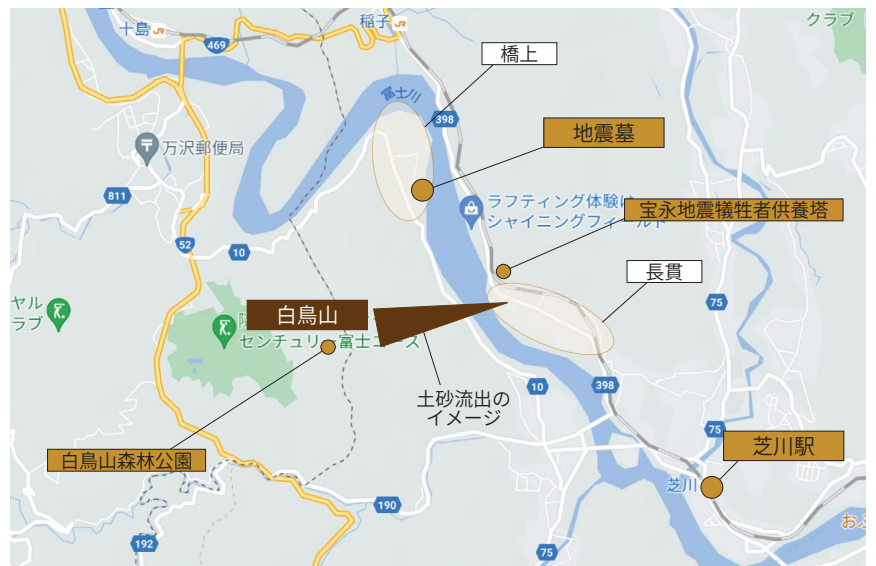 クラブ
十島 JR
稲子 JR
469
橋上
富士川
398
地震墓
万沢郵便局
811
ラフティング体験は
シャイニングフィールド
宝永地震犠牲者供養塔
52
10
長貫
75
ヤル
ラブ
白鳥山
センチュリー富士コース
土砂流出の
イメージ
10
398
75
芝川駅
白鳥山森林公園
芝川
190
192
75